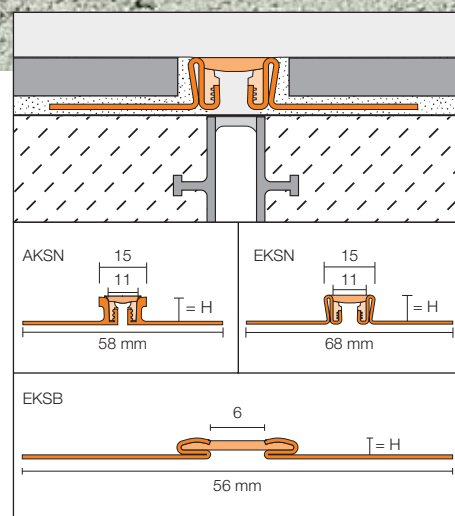 AKSN
15
11
= H
58 mm
EKSN
15
11
= H
68 mm
EKSB
6
= H
56 mm